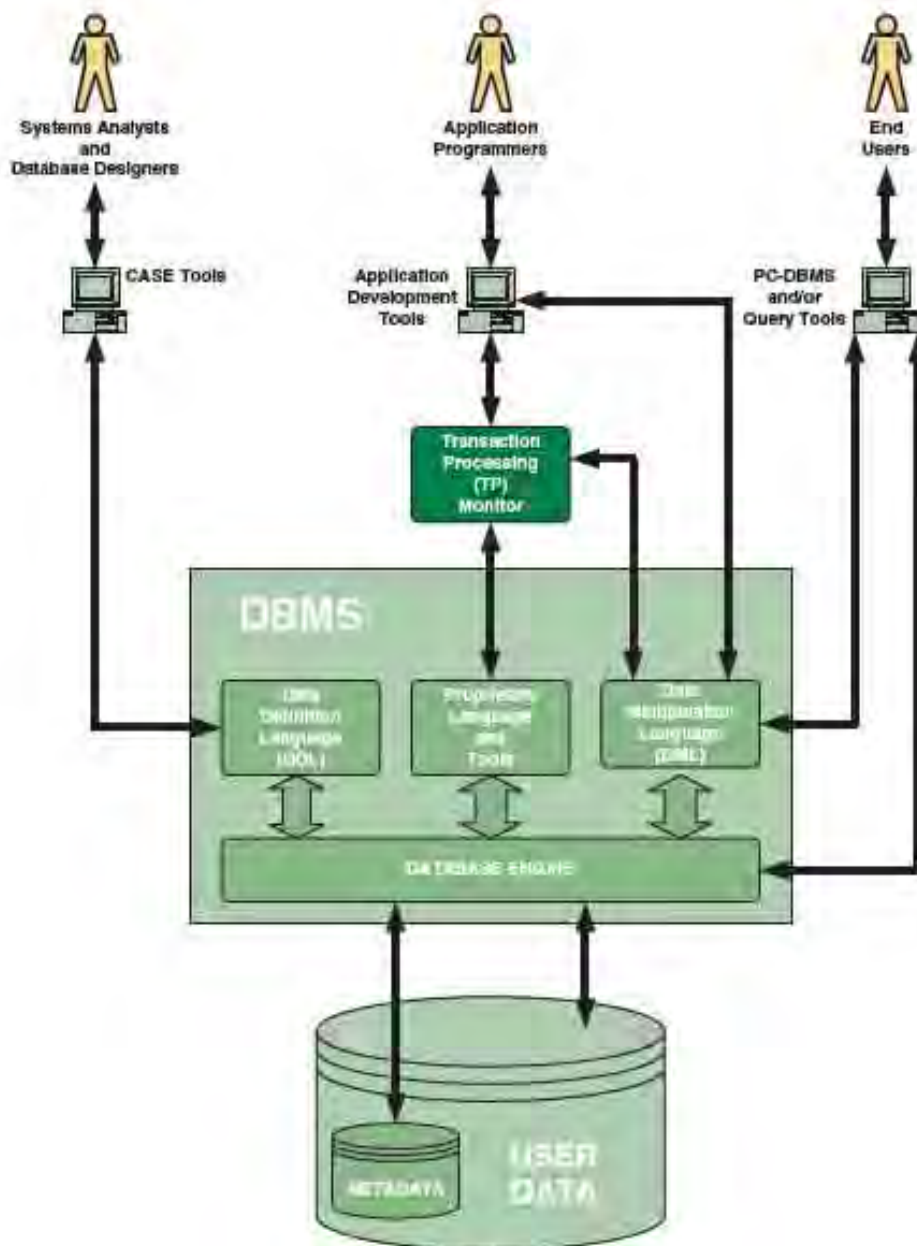 Systems Analysts
and
Database Designers
Application
Programmers
End
Users
CASE Tools
Application
Development
Tools
PC-DBMS
and/or
Query Tools
Transaction
Processing
(TP)
Monitor
DBMS
Data
Definition
Language
(DDL)
Proprietary
Language
and
Tools
Data
Manipulation
Language
(DML)
DATABASE ENGINE
METADATA
USER
DATA